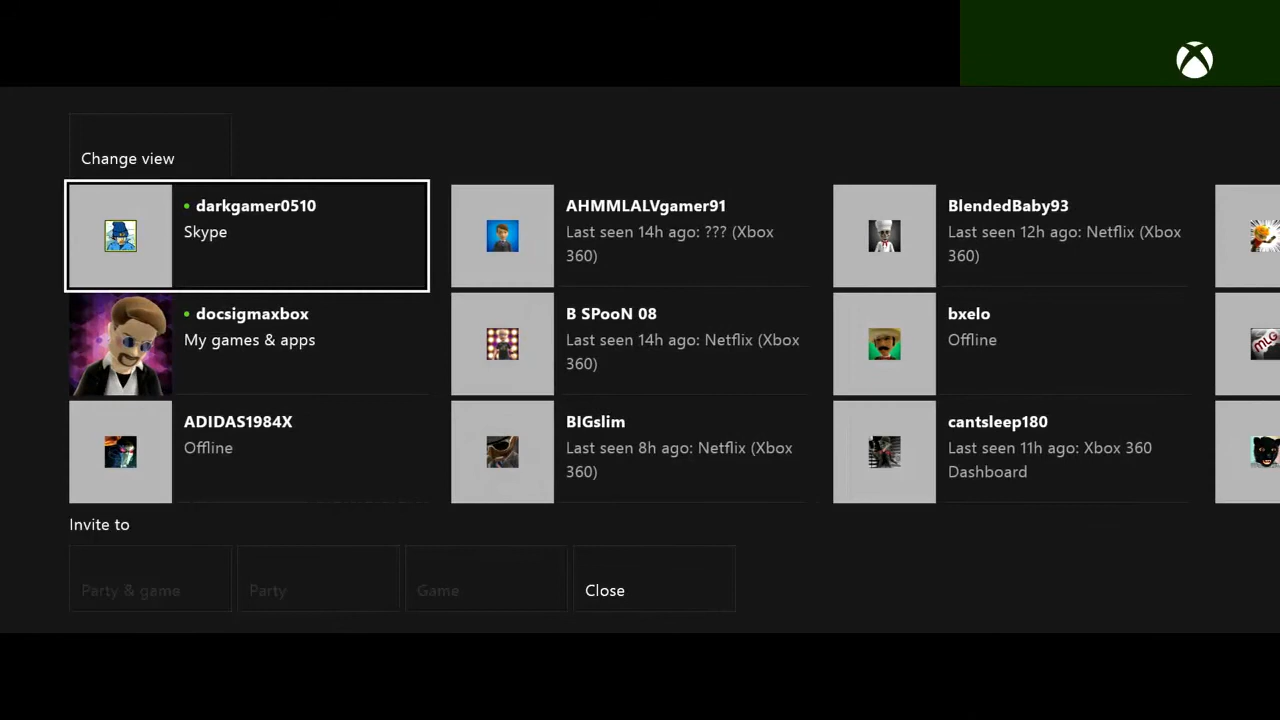 Change view
darkgamer0510
Skype
AHMMLALVgamer91
Last seen 14h ago: ??? (Xbox
360)
BlendedBaby93
Last seen 12h ago: Netflix (Xbox
360)
docsigmaxbox
My games & apps
B SPooN 08
Last seen 14h ago: Netflix (Xbox
360)
bxelo
Offline
MLG
ADIDAS1984X
Offline
BIGslim
Last seen 8h ago: Netflix (Xbox
360)
cantsleep180
Last seen 11h ago: Xbox 360
Dashboard
Invite to
Party & game
Party
Game
Close